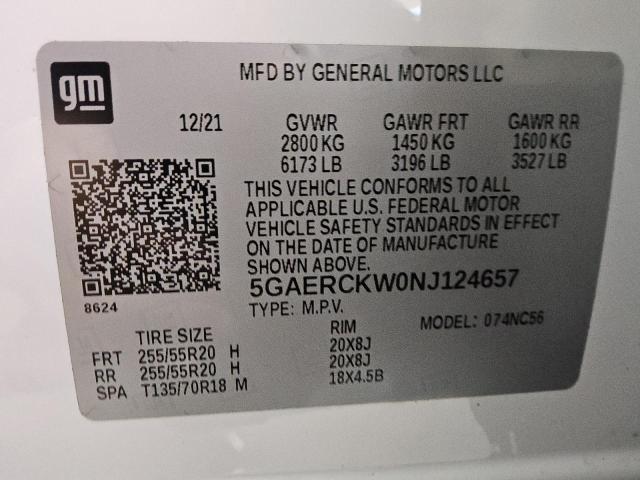 gm
MFD BY GENERAL MOTORS LLC
12/21 GVWR GAWR FRT GAWR RR
2800 KG 1450 KG 1600 KG
6173 LB 3196 LB 3527 LB
THIS VEHICLE CONFORMS TO ALL
APPLICABLE U.S. FEDERAL MOTOR
VEHICLE SAFETY STANDARDS IN EFFECT
ON THE DATE OF MANUFACTURE
SHOWN ABOVE.
5GAERCKW0NJ124657
8624
TYPE: M.P.V.
MODEL: 074NC56
TIRE SIZE RIM
FRT 255/55R20 H 20X8J
RR 255/55R20 H 20X8J
SPA T135/70R18 M 18X4.5B